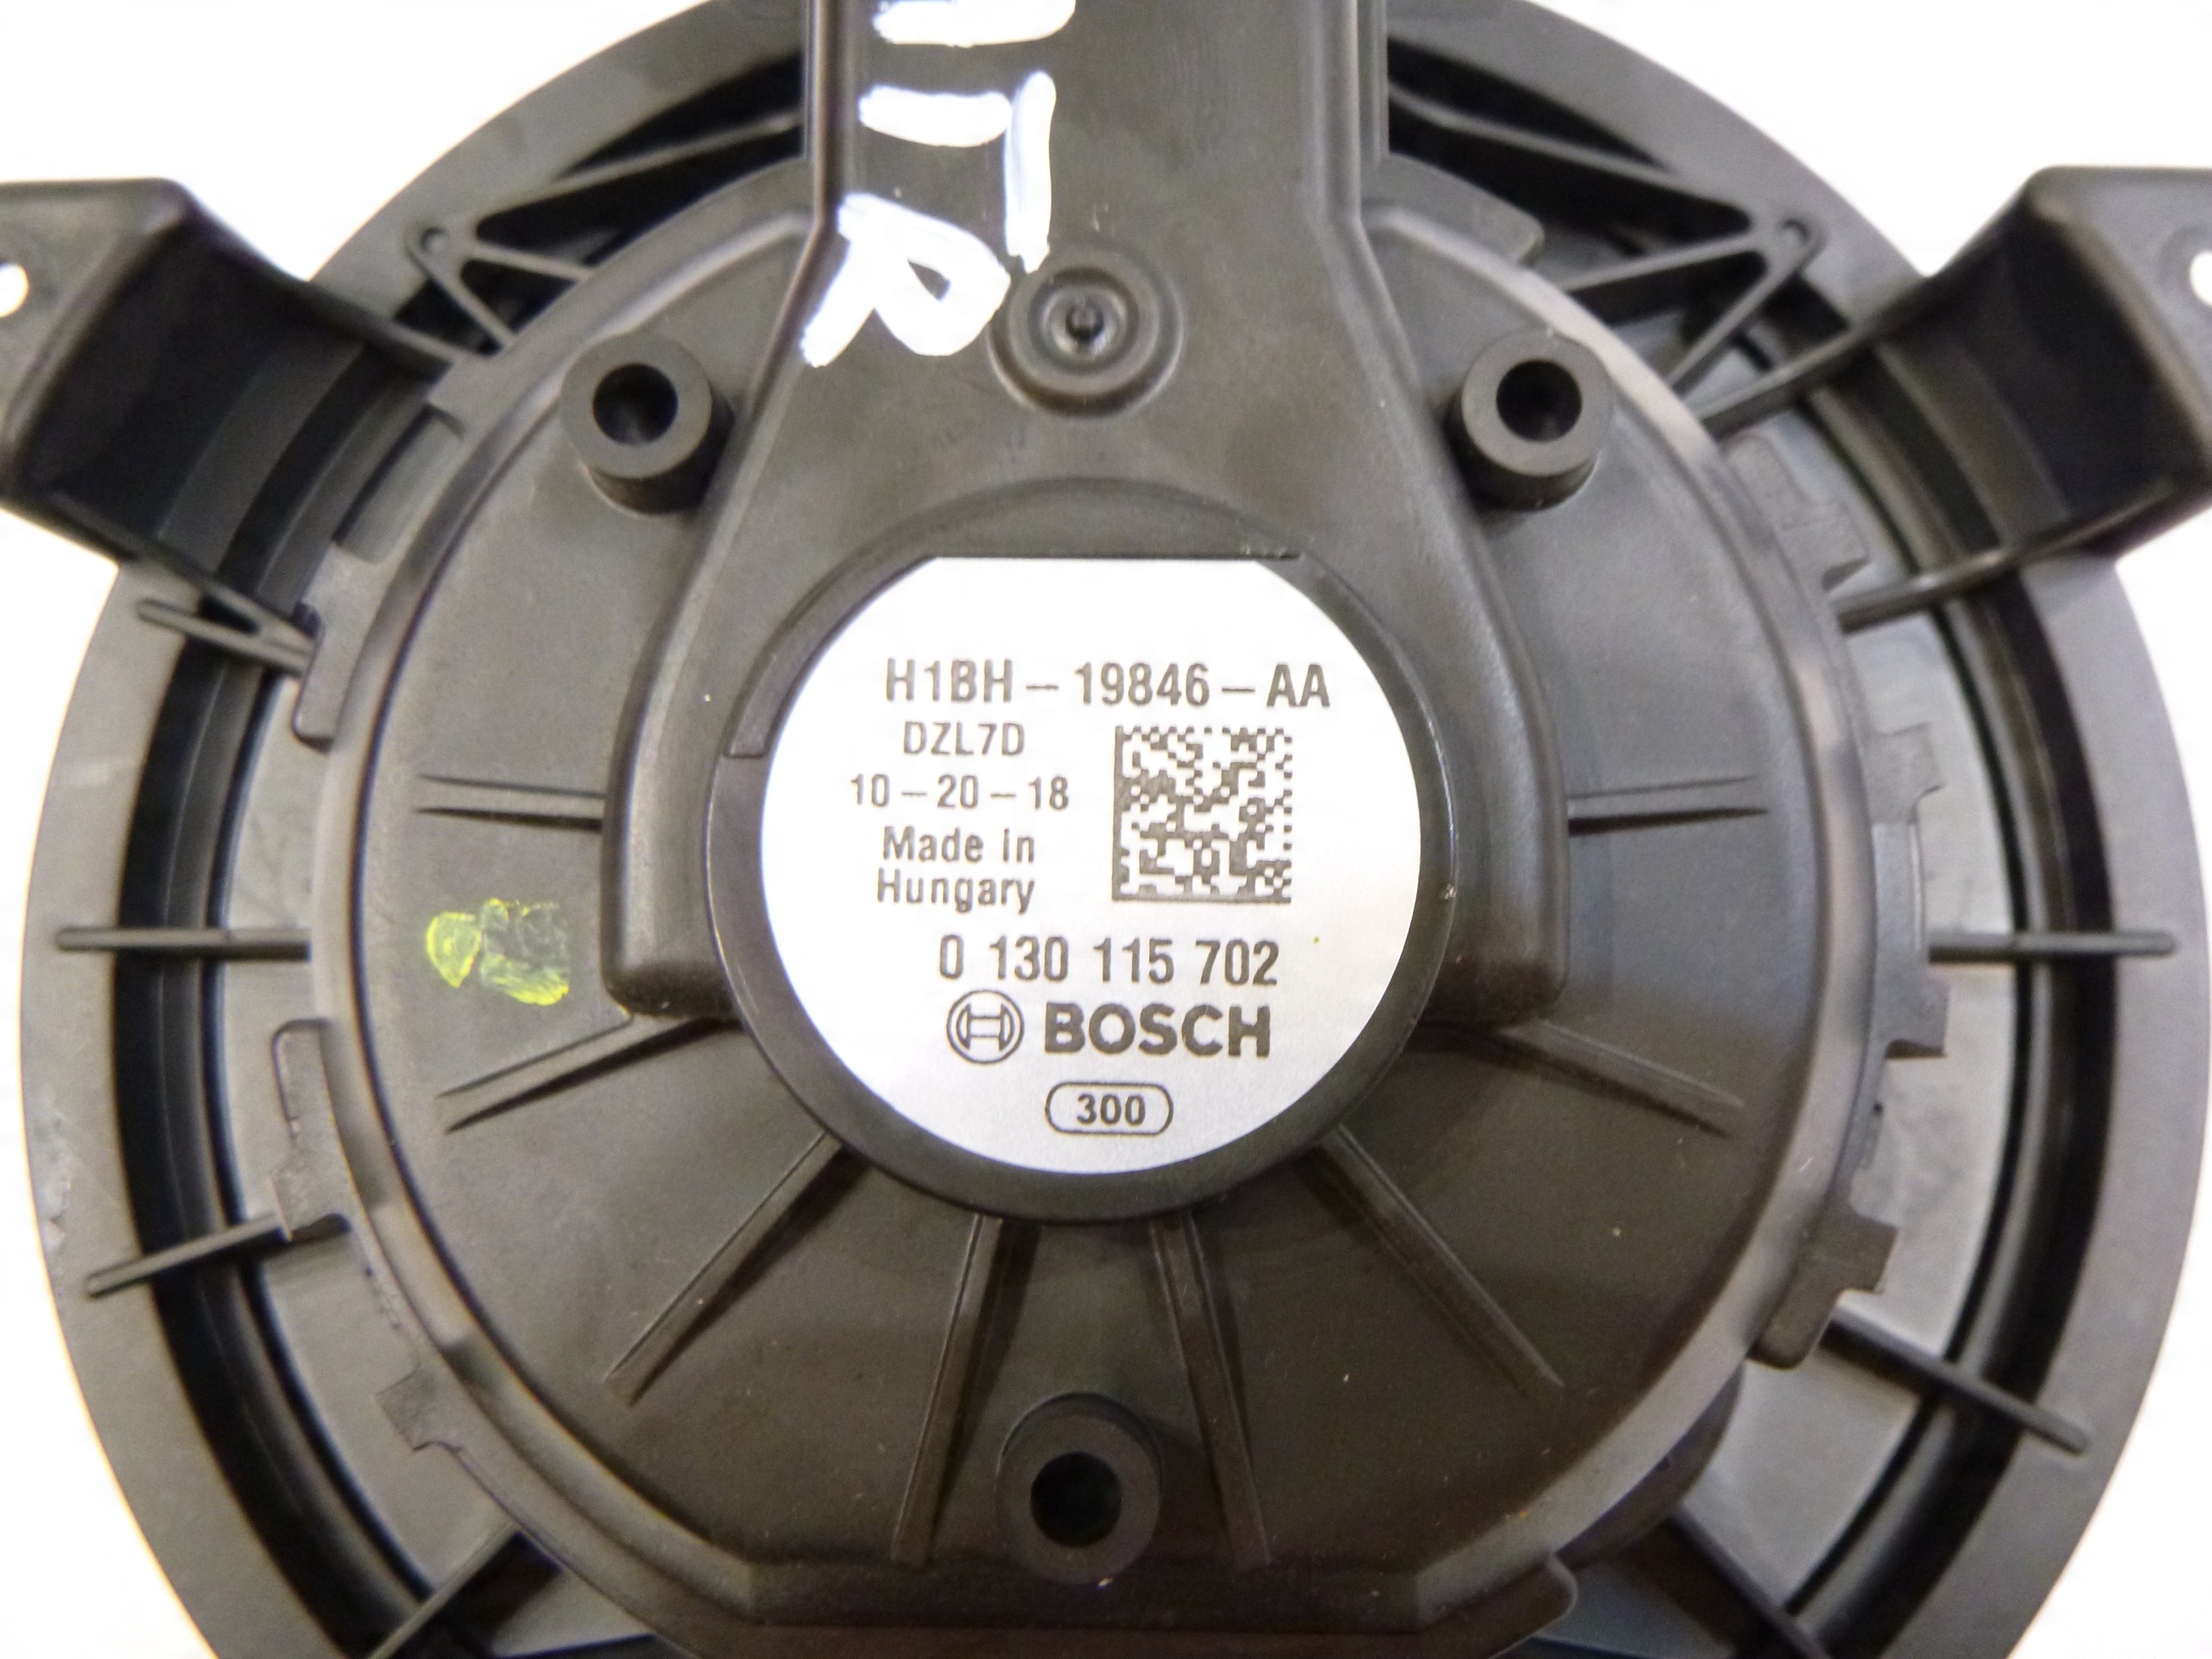 H1BH-19846-AA
DZL7D
10-20-18
Made in
Hungary
0 130 115 702
BOSCH
300